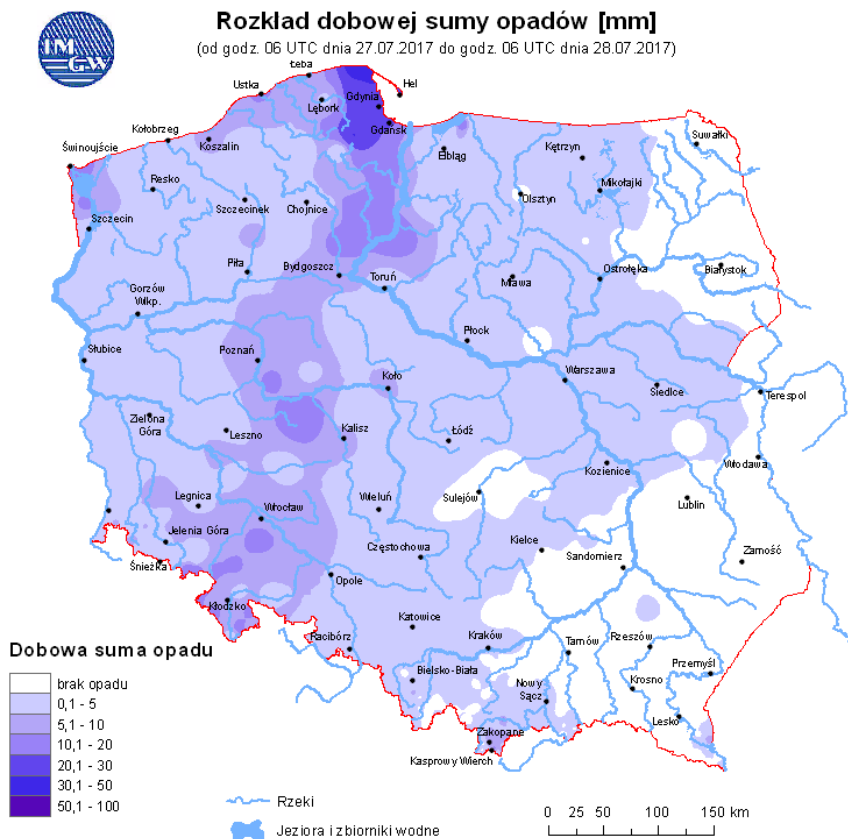 IM
GW
Rozkład dobowej sumy opadów [mm]
(od godz. 06 UTC dnia 27.07.2017 do godz. 06 UTC dnia 28.07.2017)
Łeba
Ustka
Hel
Lębork
Gdynia
Gdańsk
Kołobrzeg
Koszalin
Świnoujście
Elbląg
Kętrzyn
Suwałki
Resko
Szczecinek
Chojnice
Olsztyn
Mikołajki
Szczecin
Piła
Bydgoszcz
Toruń
Mława
Ostrołęka
Białystok
Gorzów
Wlkp.
Płock
Słubice
Poznań
Koło
Warszawa
Siedlce
Terespol
Zielona
Góra
Leszno
Kalisz
Łódź
Kozienice
Włodawa
Legnica
Wrocław
Wieluń
Sulejów
Lublin
Jelenia Góra
Śnieżka
Częstochowa
Kielce
Sandomierz
Zamość
Opole
Kłodzko
Katowice
Racibórz
Kraków
Tarnów
Rzeszów
Przemyśl
Bielsko-Biała
Nowy
Sącz
Krosno
Lesko
Zakopane
Kasprowy Wierch
Dobowa suma opadu
brak opadu
0,1 - 5
5,1 - 10
10,1 - 20
20,1 - 30
30,1 - 50
50,1 - 100
Rzeki
Jeziora i zbiorniki wodne
0 25 50 100 150 km